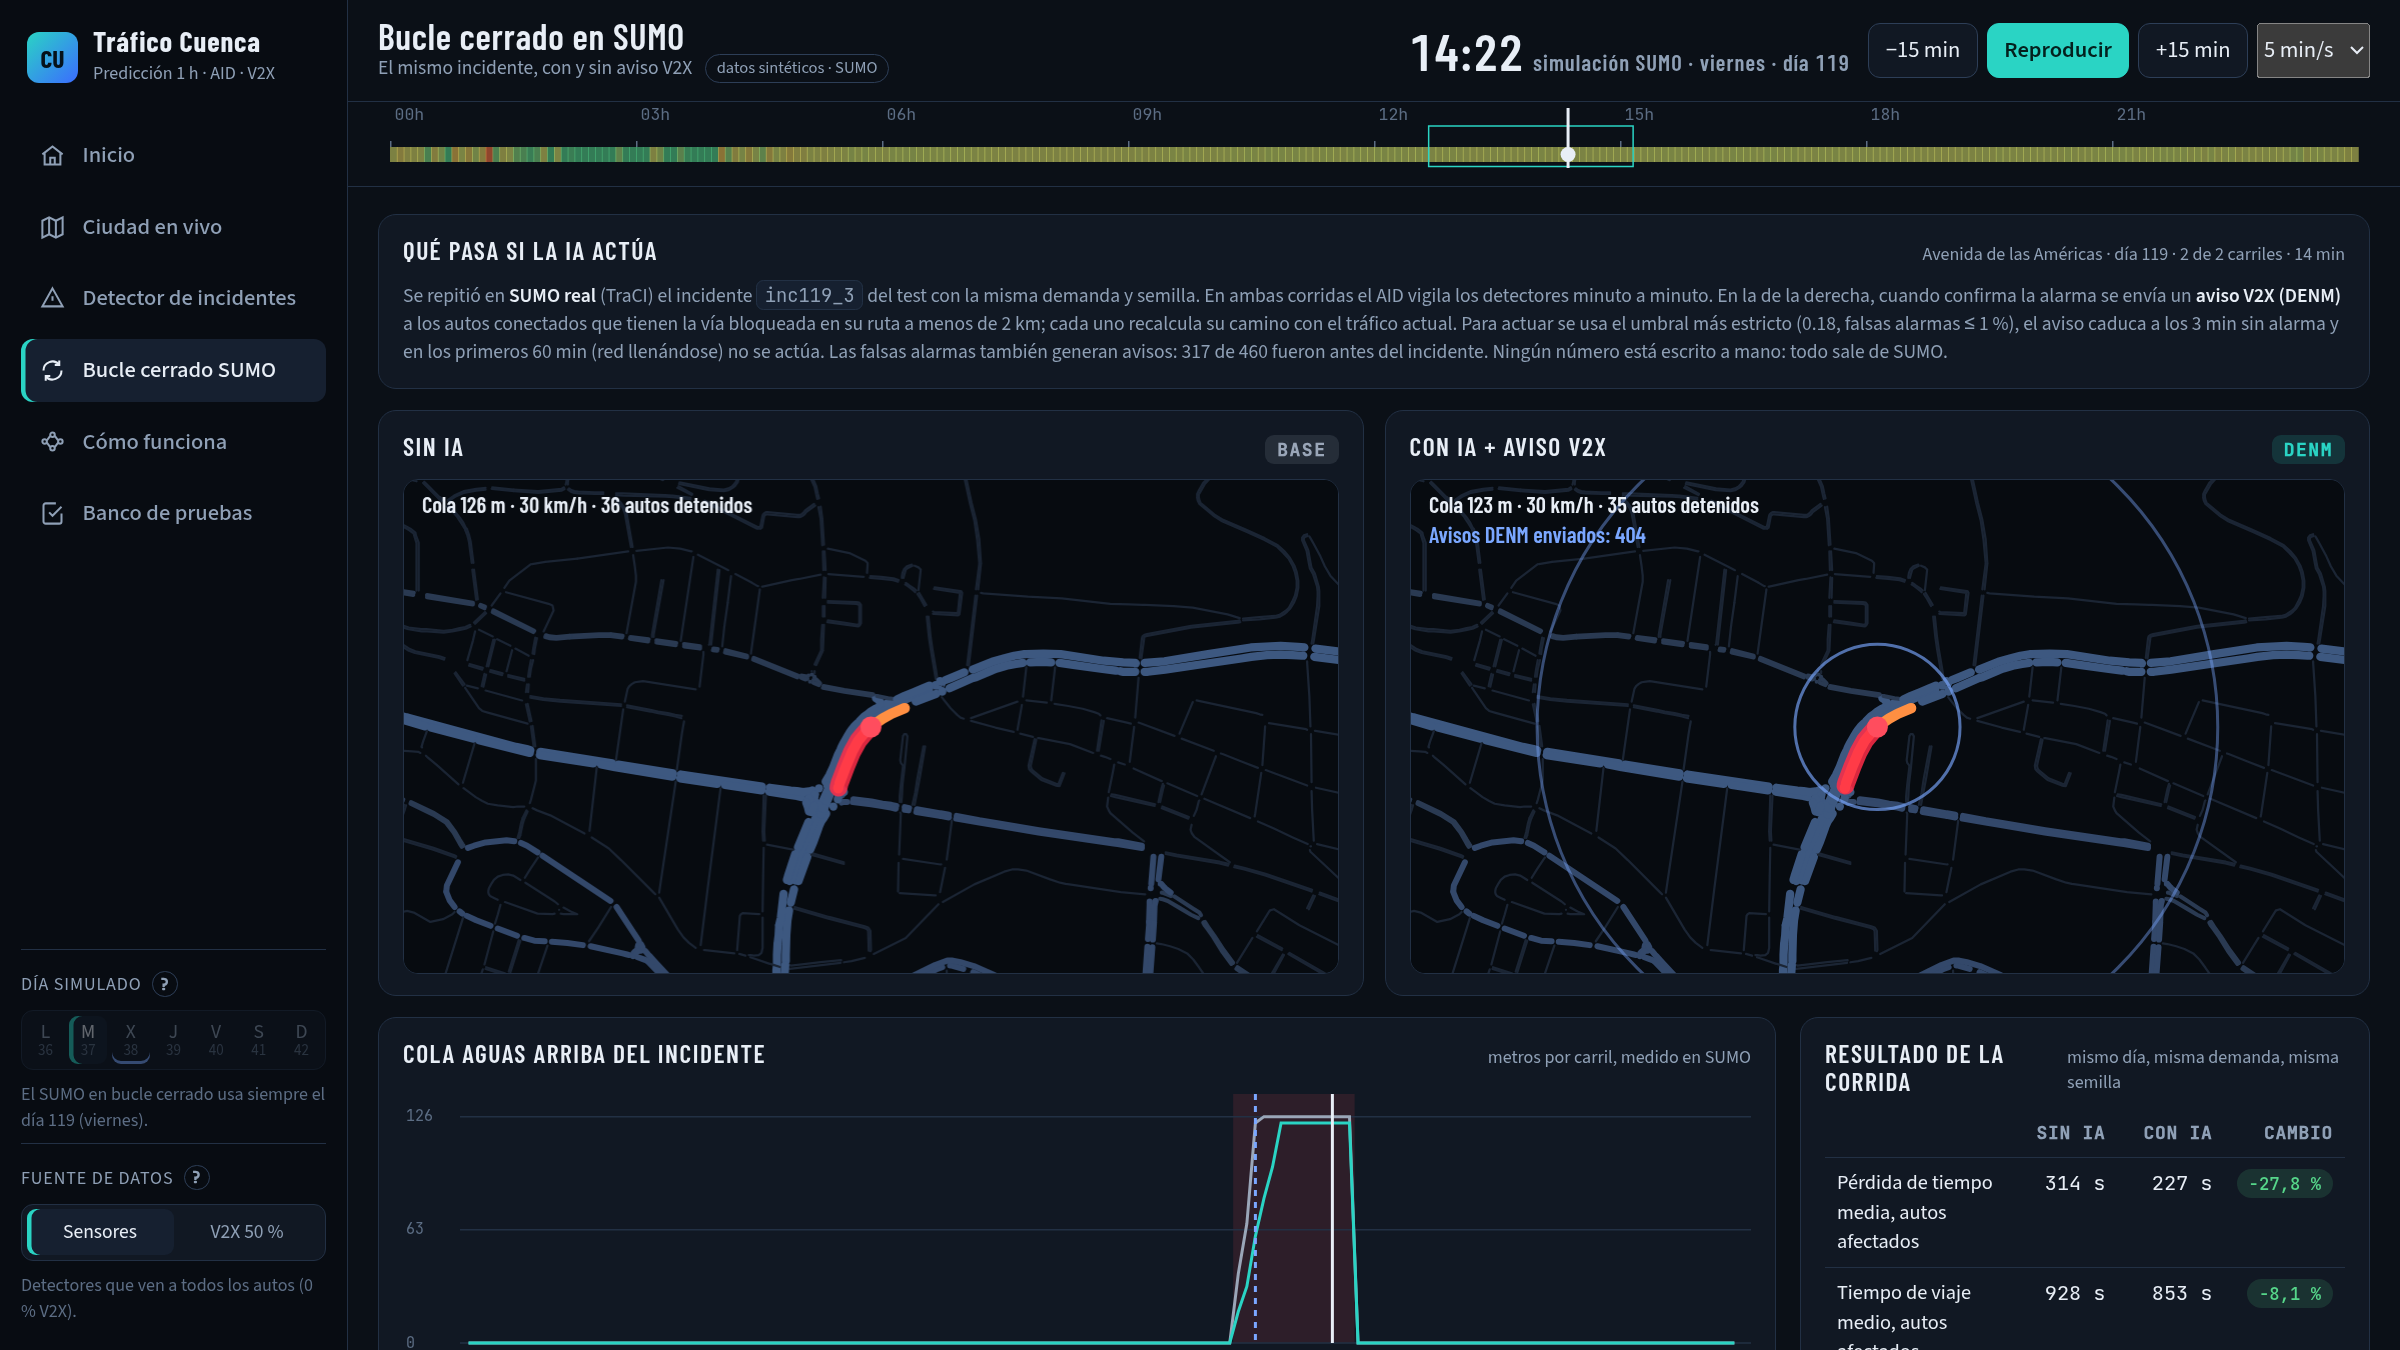 CU
Tráfico Cuenca
Predicción 1 h · AID · V2X
Inicio
Ciudad en vivo
Detector de incidentes
Bucle cerrado SUMO
Cómo funciona
Banco de pruebas
DÍA SIMULADO ?
L M X J V S D
36 37 38 39 40 41 42
El SUMO en bucle cerrado usa siempre el
día 119 (viernes).
FUENTE DE DATOS ?
Sensores V2X 50 %
Detectores que ven a todos los autos (0
% V2X).
Bucle cerrado en SUMO
El mismo incidente, con y sin aviso V2X datos sintéticos · SUMO
14:22 simulación SUMO · viernes · día 119
−15 min Reproducir +15 min 5 min/s
00h 03h 06h 09h 12h 15h 18h 21h
QUÉ PASA SI LA IA ACTÚA
Avenida de las Américas · día 119 · 2 de 2 carriles · 14 min
Se repitió en SUMO real (TraCI) el incidente inc119_3 del test con la misma demanda y semilla. En ambas corridas el AID vigila los detectores minuto a minuto. En la de la derecha, cuando confirma la alarma se envía un aviso V2X (DENM)
a los autos conectados que tienen la vía bloqueada en su ruta a menos de 2 km; cada uno recalcula su camino con el tráfico actual. Para actuar se usa el umbral más estricto (0.18, falsas alarmas ≤ 1 %), el aviso caduca a los 3 min sin alarma y
en los primeros 60 min (red llenándose) no se actúa. Las falsas alarmas también generan avisos: 317 de 460 fueron antes del incidente. Ningún número está escrito a mano: todo sale de SUMO.
SIN IA BASE
Cola 126 m · 30 km/h · 36 autos detenidos
CON IA + AVISO V2X DENM
Cola 123 m · 30 km/h · 35 autos detenidos
Avisos DENM enviados: 404
COLA AGUAS ARRIBA DEL INCIDENTE
metros por carril, medido en SUMO
126
63
0
RESULTADO DE LA
CORRIDA
mismo día, misma demanda, misma
semilla
SIN IA CON IA CAMBIO
Pérdida de tiempo 314 s 227 s -27,8 %
media, autos
afectados
Tiempo de viaje 928 s 853 s -8,1 %
medio, autos
afectados